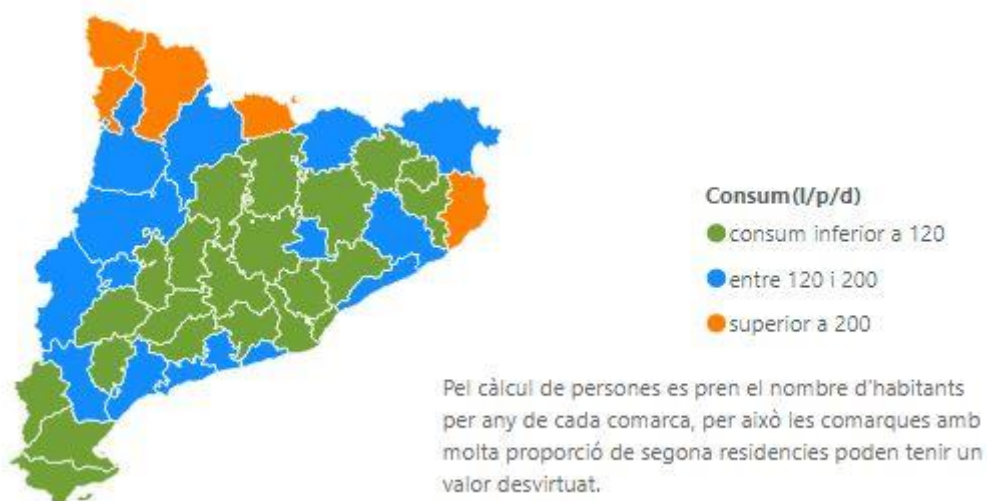 Consum(l/p/d)
consum inferior a 120
entre 120 i 200
superior a 200
Pel càlcul de persones es pren el nombre d'habitants
per any de cada comarca, per això les comarques amb
molta proporció de segona residencies poden tenir un
valor desvirtuat.